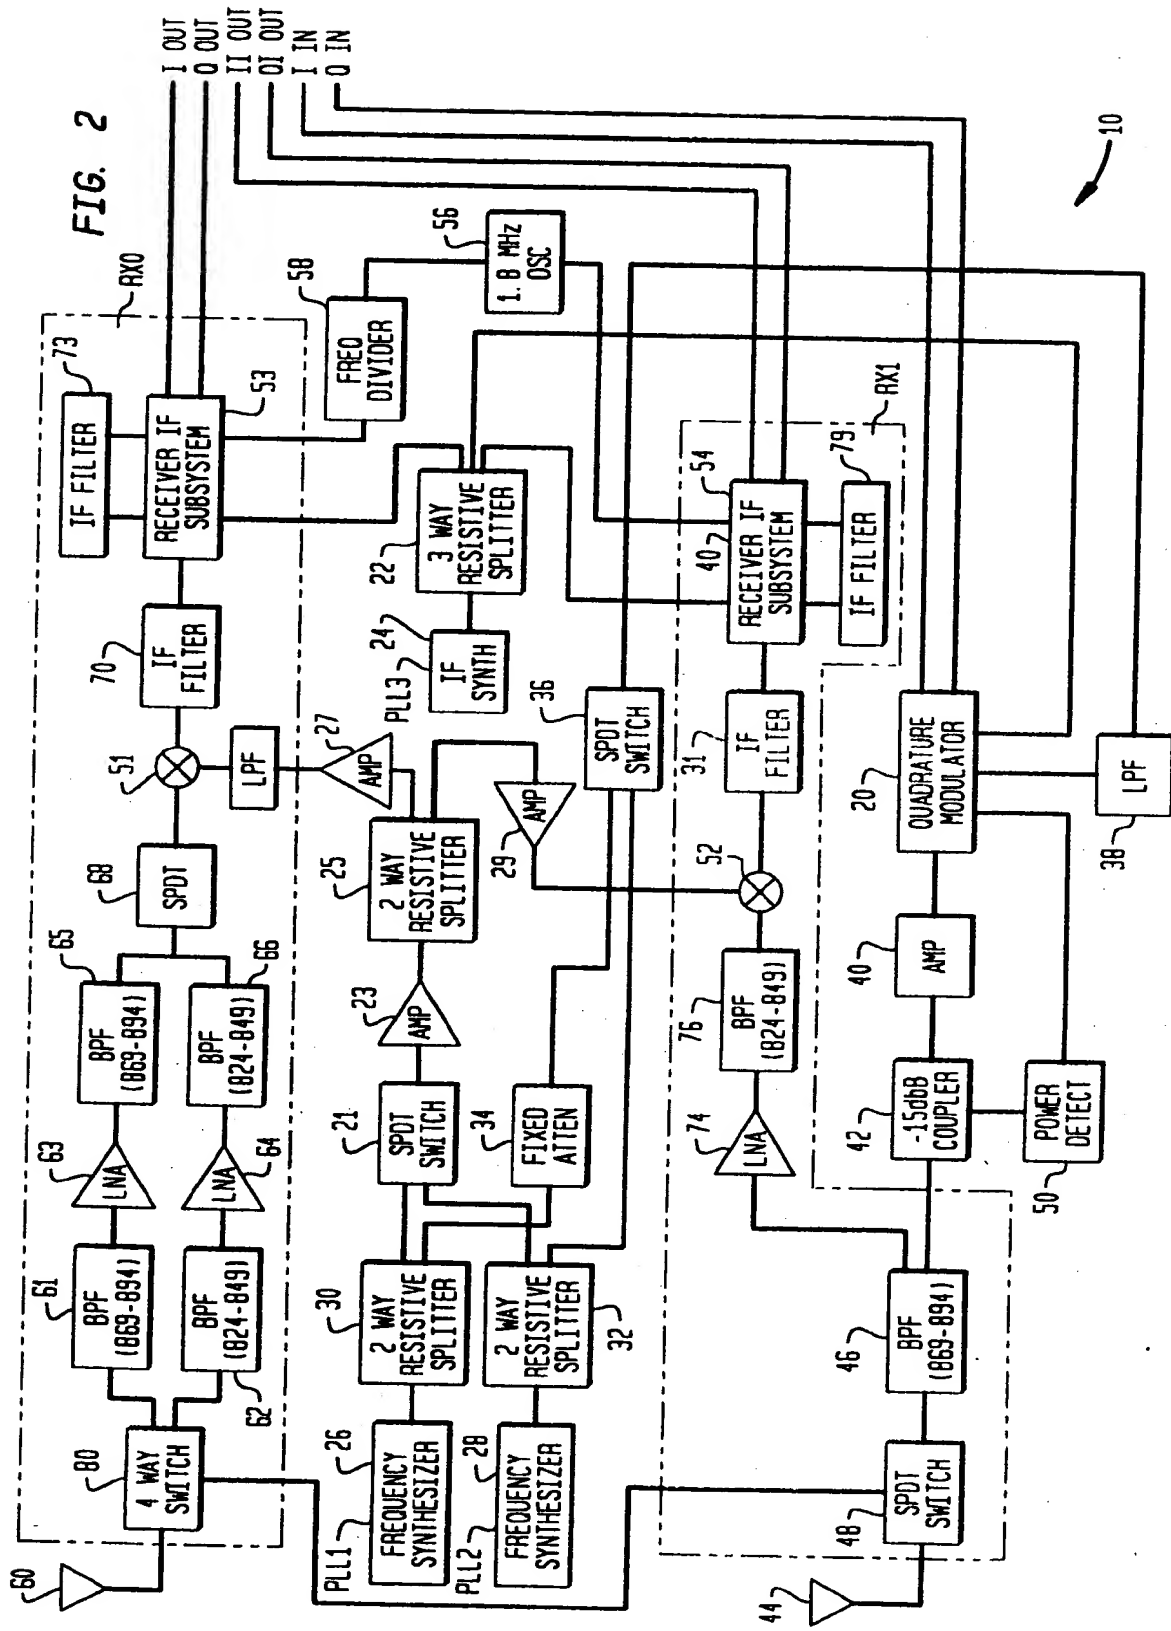 FIG. 2
I OUT
Q OUT
II OUT
QI OUT
I IN
Q IN
10
RX0
60
80
4 WAY
SWITCH
61
BPF
(869-894)
62
BPF
(824-849)
63
LNA
64
LNA
65
BPF
(869-894)
66
BPF
(824-849)
68
SPDT
51
70
IF
FILTER
73
IF FILTER
53
RECEIVER IF
SUBSYSTEM
LPF
27
AMP
58
FREQ
DIVIDER
56
1.8 MHz
OSC
PLL1
26
FREQUENCY
SYNTHESIZER
30
2 WAY
RESISTIVE
SPLITTER
PLL2
28
FREQUENCY
SYNTHESIZER
2 WAY
RESISTIVE
SPLITTER
32
21
SPDT
SWITCH
34
FIXED
ATTEN
23
AMP
25
2 WAY
RESISTIVE
SPLITTER
29
AMP
PLL3
24
IF
SYNTH
22
3 WAY
RESISTIVE
SPLITTER
36
SPDT
SWITCH
74
LNA
76
BPF
(824-849)
52
31
IF
FILTER
40
54
RECEIVER IF
SUBSYSTEM
RX1
79
IF FILTER
44
48
SPDT
SWITCH
46
BPF
(869-894)
42
-15dbB
COUPLER
50
POWER
DETECT
40
AMP
20
QUADRATURE
MODULATOR
38
LPF